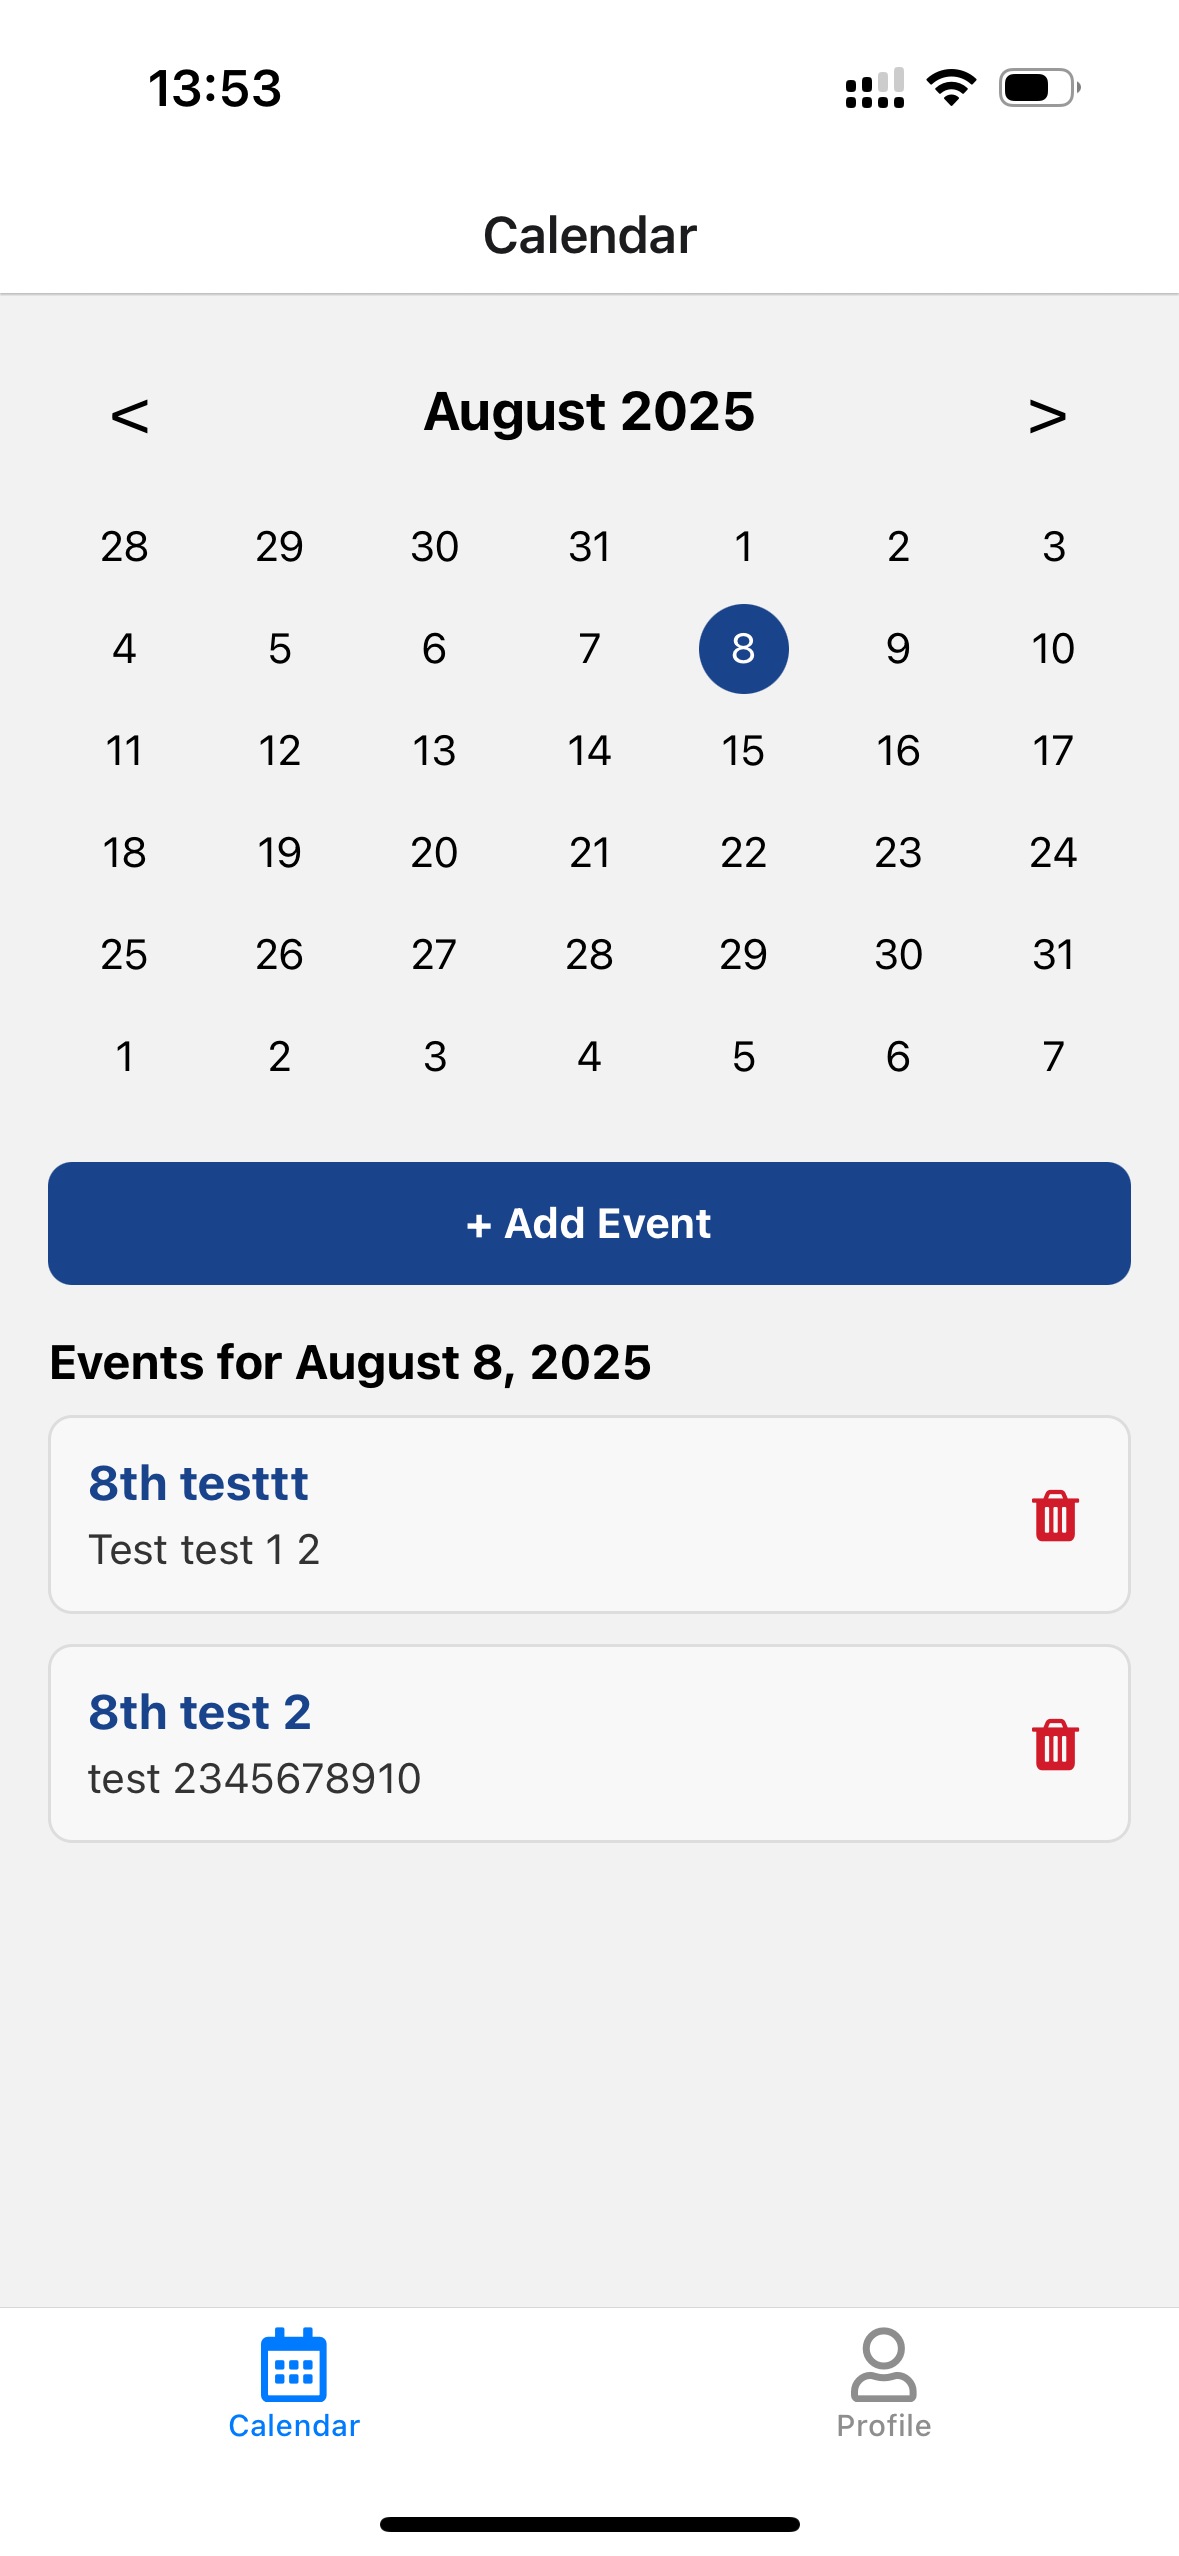 13:53
Calendar
< August 2025 >
28 29 30 31 1 2 3
4 5 6 7 8 9 10
11 12 13 14 15 16 17
18 19 20 21 22 23 24
25 26 27 28 29 30 31
1 2 3 4 5 6 7
+ Add Event
Events for August 8, 2025
8th testtt
Test test 1 2
8th test 2
test 2345678910
Calendar Profile